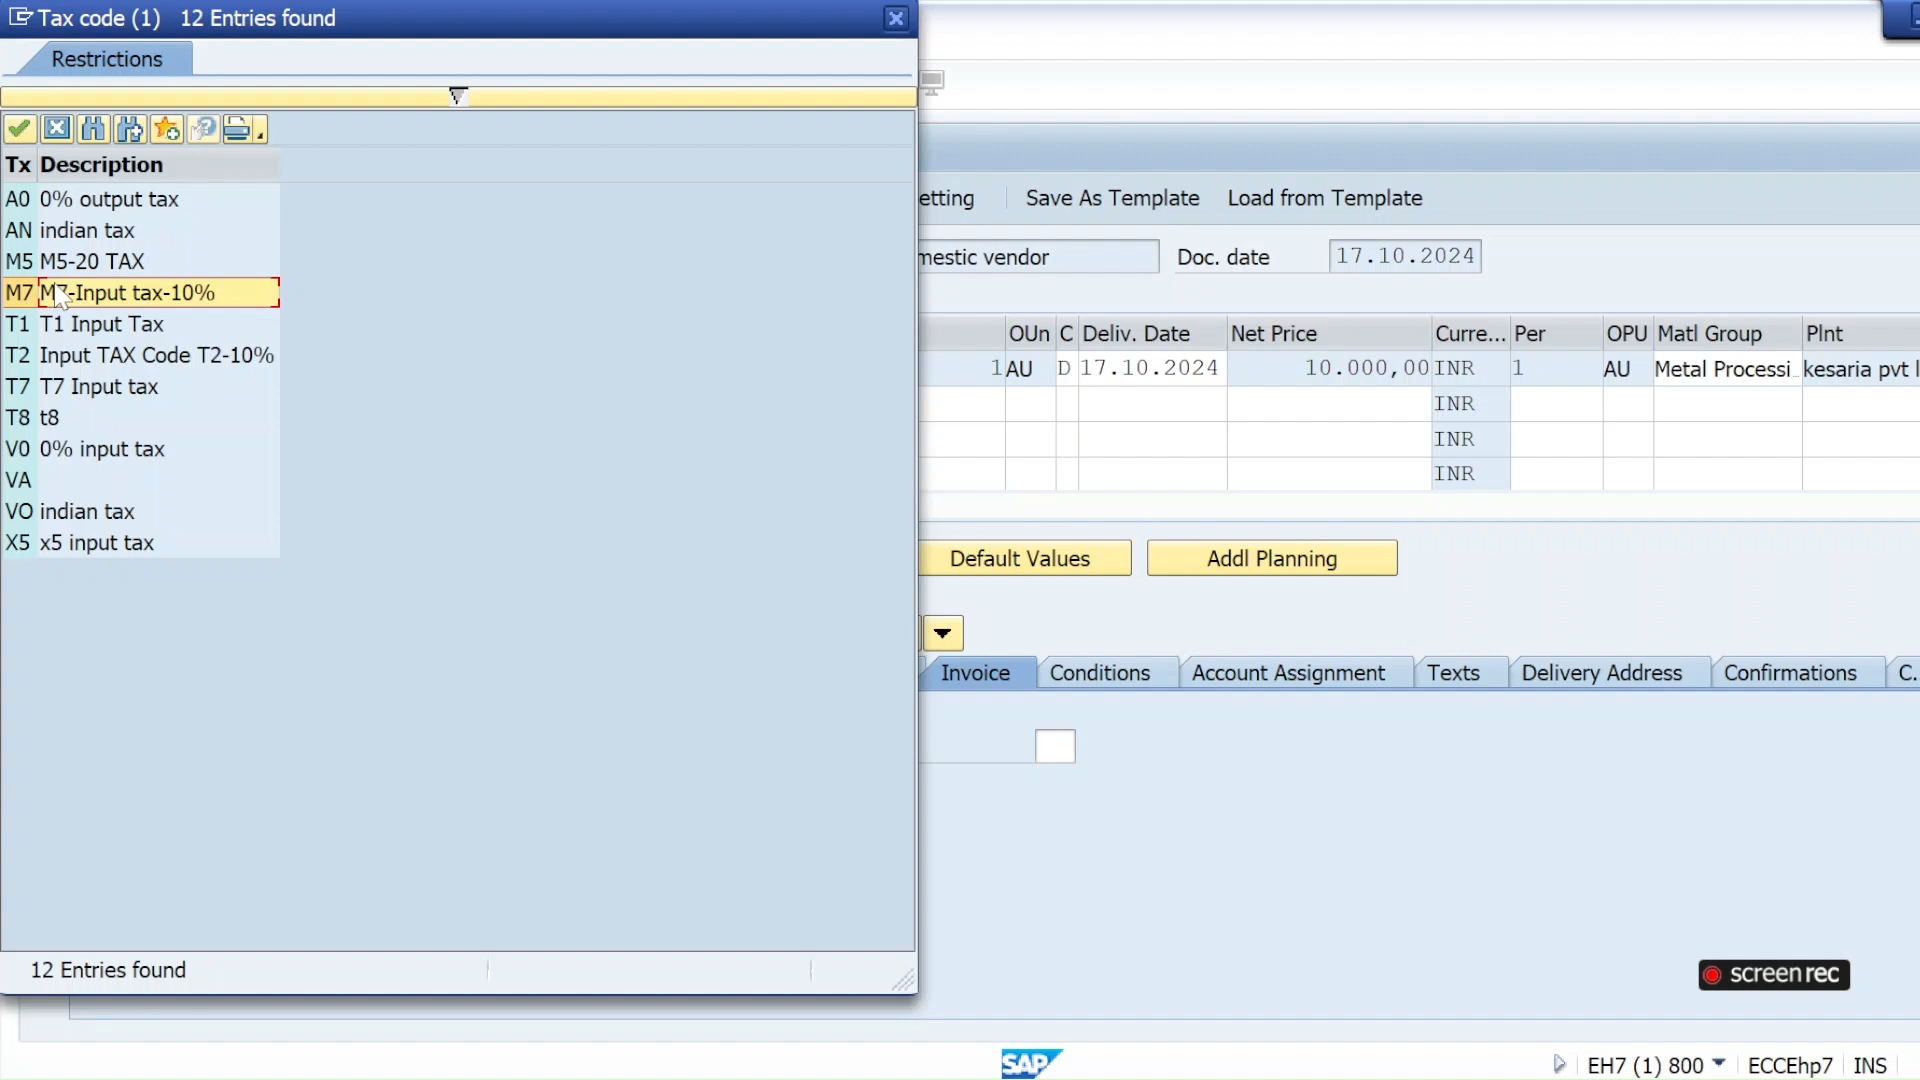 Tax code (1) 12 Entries found
Restrictions
Tx Description
A0 0% output tax
AN indian tax
M5 M5-20 TAX
M7 M7-Input tax-10%
T1 T1 Input Tax
T2 Input TAX Code T2-10%
T7 T7 Input tax
T8 t8
V0 0% input tax
VA
VO indian tax
X5 x5 input tax
12 Entries found
etting Save As Template Load from Template
mestic vendor Doc. date 17.10.2024
OUn C Deliv. Date Net Price Curre... Per OPU Matl Group Plnt
1 AU D 17.10.2024 10.000,00 INR 1 AU Metal Processi kesaria pvt l
INR
INR
INR
Default Values Addl Planning
Invoice Conditions Account Assignment Texts Delivery Address Confirmations C.
screenrec
SAP EH7 (1) 800 ECCEhp7 INS